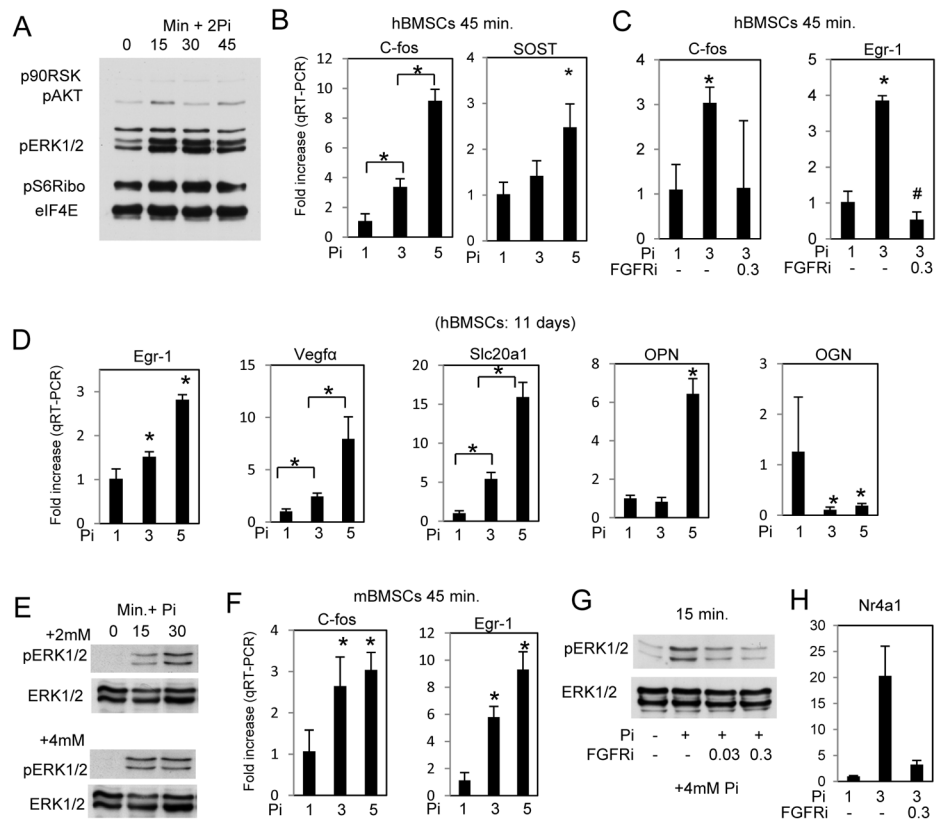 A
Min + 2Pi
0 15 30 45
p90RSK
pAKT
pERK1/2
pS6Ribo
eIF4E
B
hBMSCs 45 min.
C-fos
SOST
Fold increase (qRT-PCR)
12
10
8
6
4
2
0
*
*
Pi 1 3 5
4
3
2
1
0
*
1 3 5
C
hBMSCs 45 min.
C-fos
Egr-1
4
3
2
1
0
*
Pi 1 3 3
FGFRi - - 0.3
5
4
3
2
1
0
*
#
Pi 1 3 3
FGFRi - - 0.3
D
(hBMSCs: 11 days)
Egr-1
Fold increase (qRT-PCR)
3
2
1
0
*
*
Pi 1 3 5
Vegfα
15
10
5
0
*
*
Pi 1 3 5
Slc20a1
20
15
10
5
0
*
*
Pi 1 3 5
OPN
8
6
4
2
0
*
Pi 1 3 5
OGN
3
2
1
0
*
*
Pi 1 3 5
E
Min.+ Pi
+2mM 0 15 30
pERK1/2
ERK1/2
+4mM
pERK1/2
ERK1/2
F
mBMSCs 45 min.
C-fos
Fold increase (qRT-PCR)
4
3
2
1
0
*
*
Pi 1 3 5
Egr-1
12
10
8
6
4
2
0
*
*
1 3 5
G
15 min.
pERK1/2
ERK1/2
Pi - + + +
FGFRi - - 0.03 0.3
+4mM Pi
H
Nr4a1
30
25
20
15
10
5
0
Pi 1 3 3
FGFRi - - 0.3